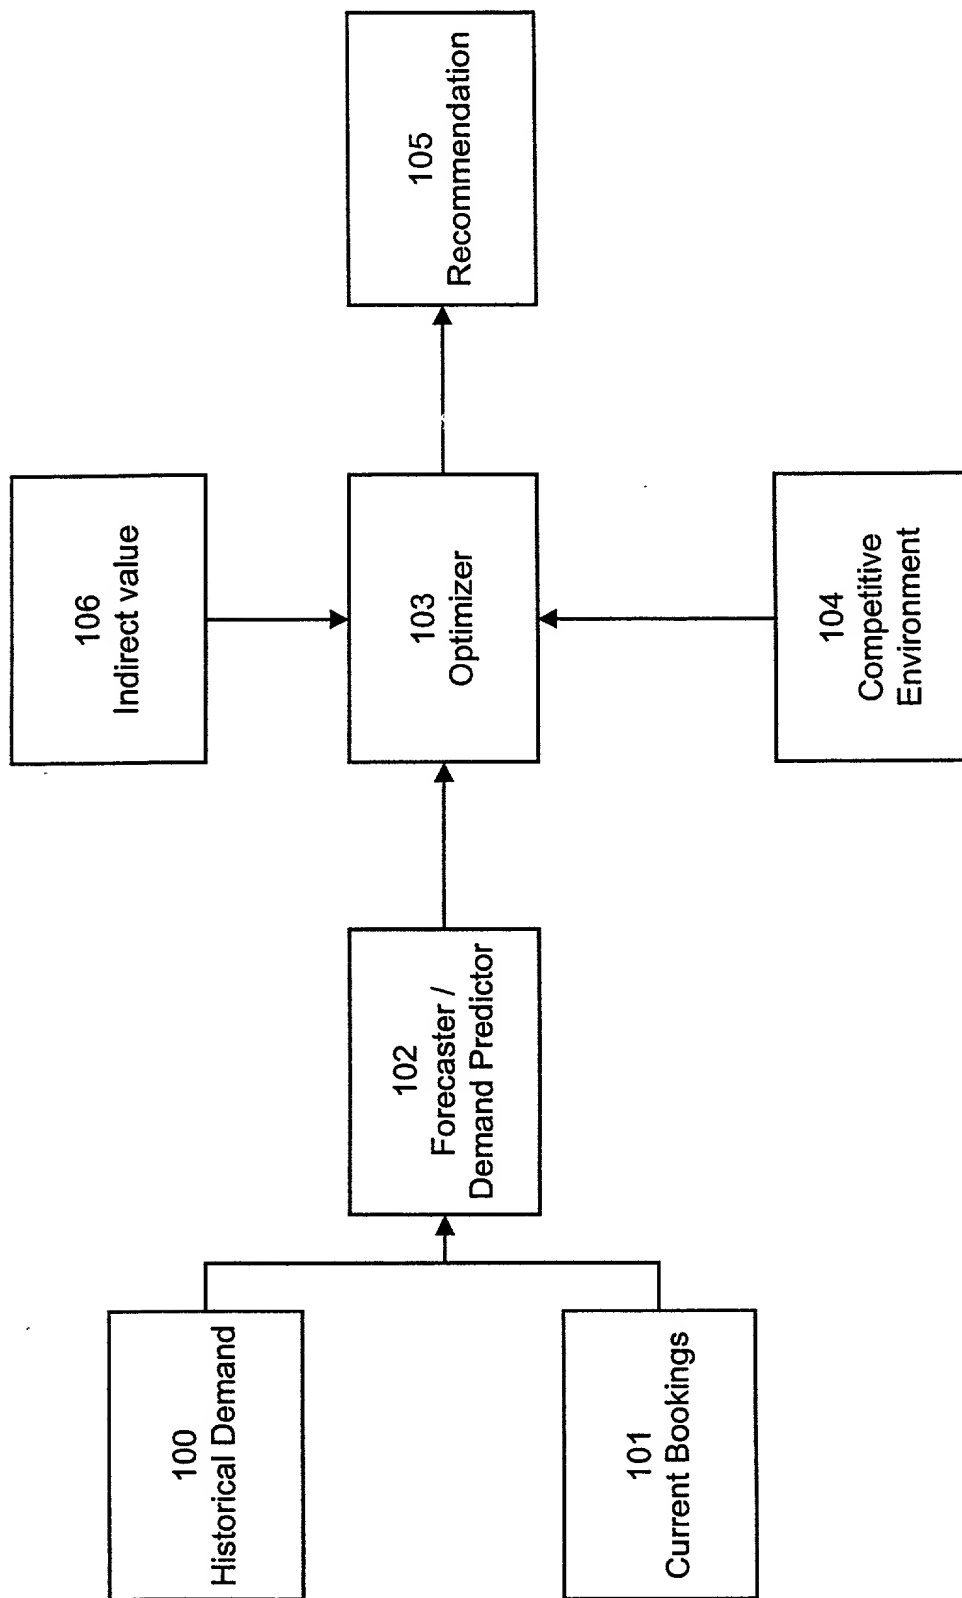 100
Historical Demand
101
Current Bookings
102
Forecaster /
Demand Predictor
106
Indirect value
103
Optimizer
104
Competitive
Environment
105
Recommendation